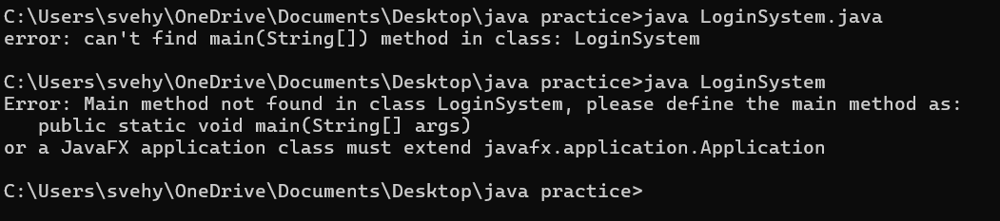 C:\Users\svehy\OneDrive\Documents\Desktop\java practice>java LoginSystem.java
error: can't find main(String[]) method in class: LoginSystem
C:\Users\svehy\OneDrive\Documents\Desktop\java practice>java LoginSystem
Error: Main method not found in class LoginSystem, please define the main method as:
   public static void main(String[] args)
or a JavaFX application class must extend javafx.application.Application
C:\Users\svehy\OneDrive\Documents\Desktop\java practice>